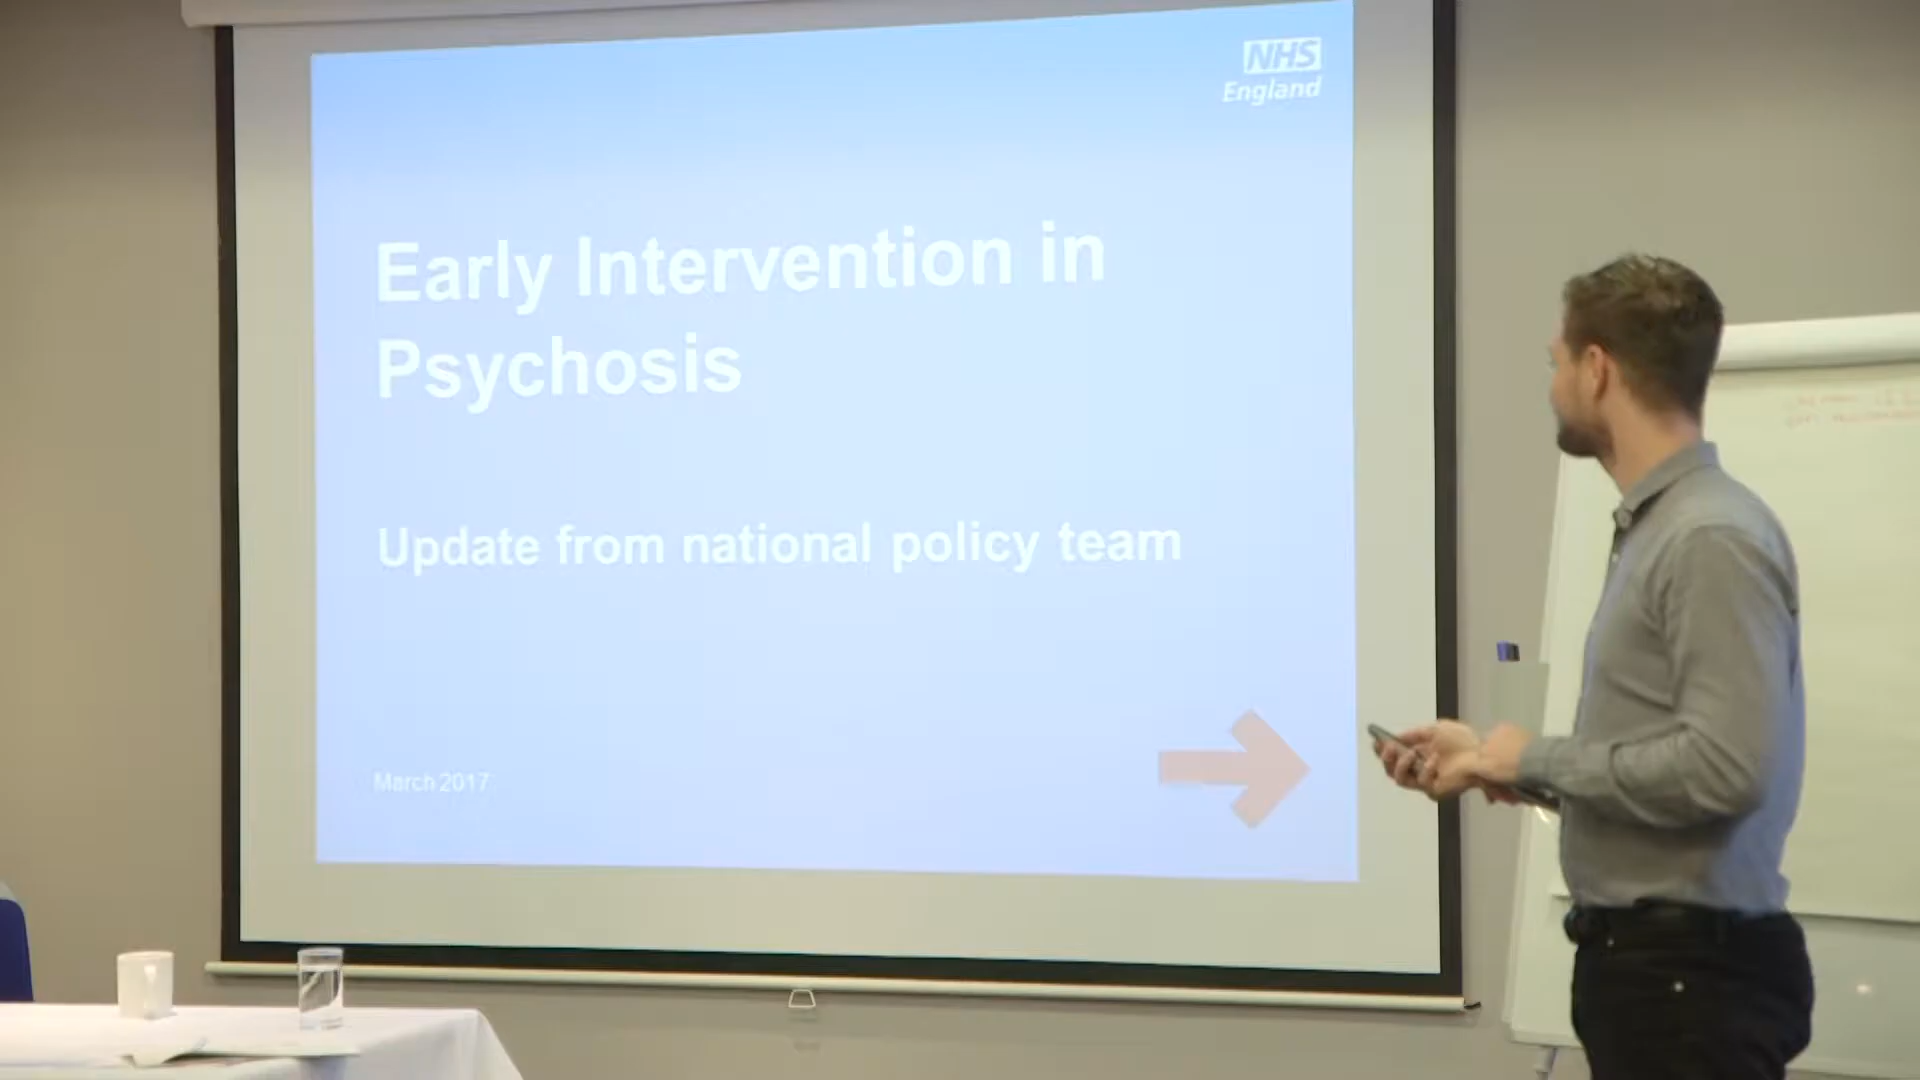 NHS
England
Early Intervention in
Psychosis
Update from national policy team
March 2017